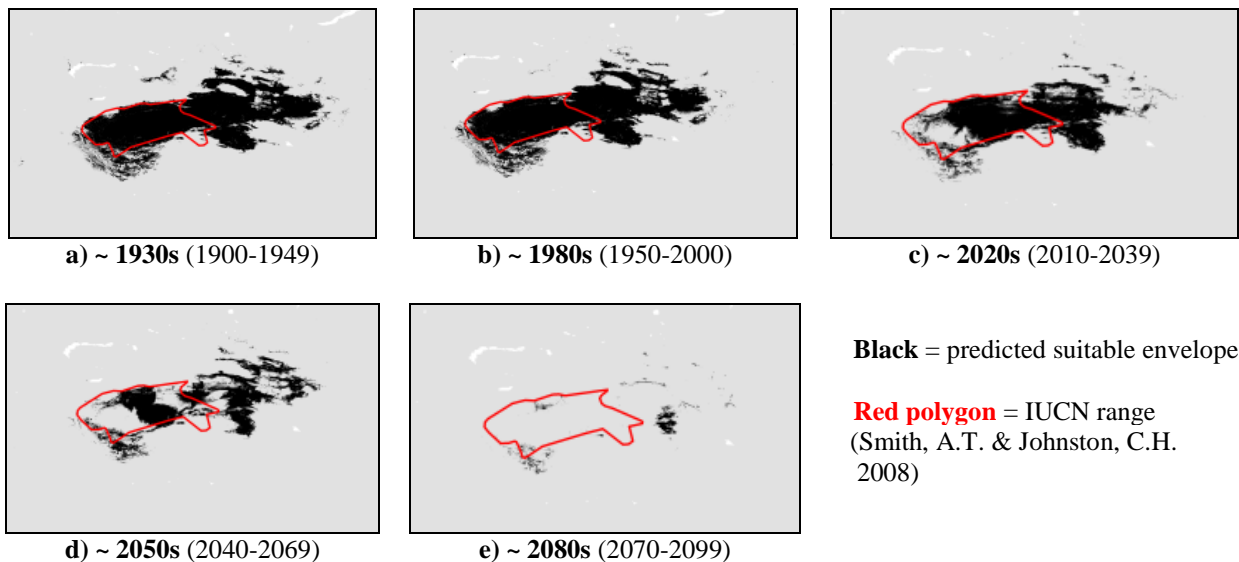 a) ~ 1930s (1900-1949)
b) ~ 1980s (1950-2000)
c) ~ 2020s (2010-2039)
Black = predicted suitable envelope
Red polygon = IUCN range
(Smith, A.T. & Johnston, C.H.
2008)
d) ~ 2050s (2040-2069)
e) ~ 2080s (2070-2099)